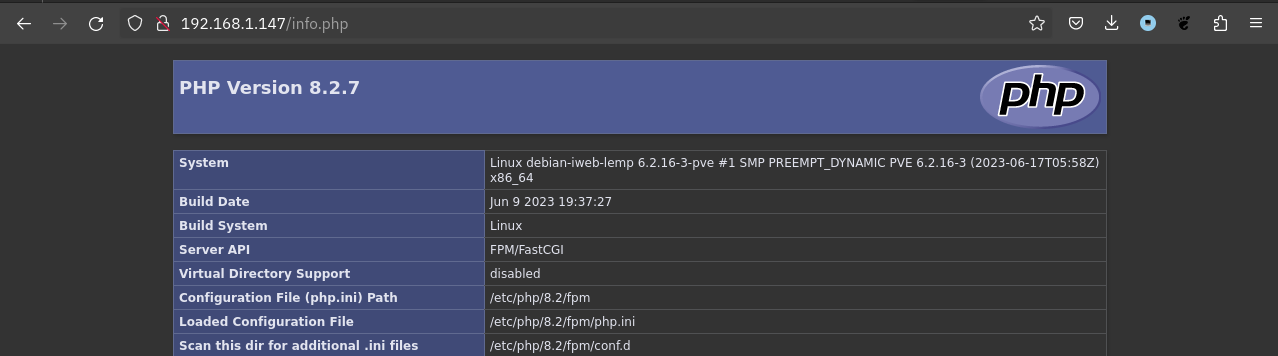 192.168.1.147/info.php
PHP Version 8.2.7
php
System
Linux debian-iweb-lemp 6.2.16-3-pve #1 SMP PREEMPT_DYNAMIC PVE 6.2.16-3 (2023-06-17T05:58Z)
x86_64
Build Date
Jun 9 2023 19:37:27
Build System
Linux
Server API
FPM/FastCGI
Virtual Directory Support
disabled
Configuration File (php.ini) Path
/etc/php/8.2/fpm
Loaded Configuration File
/etc/php/8.2/fpm/php.ini
Scan this dir for additional .ini files
/etc/php/8.2/fpm/conf.d